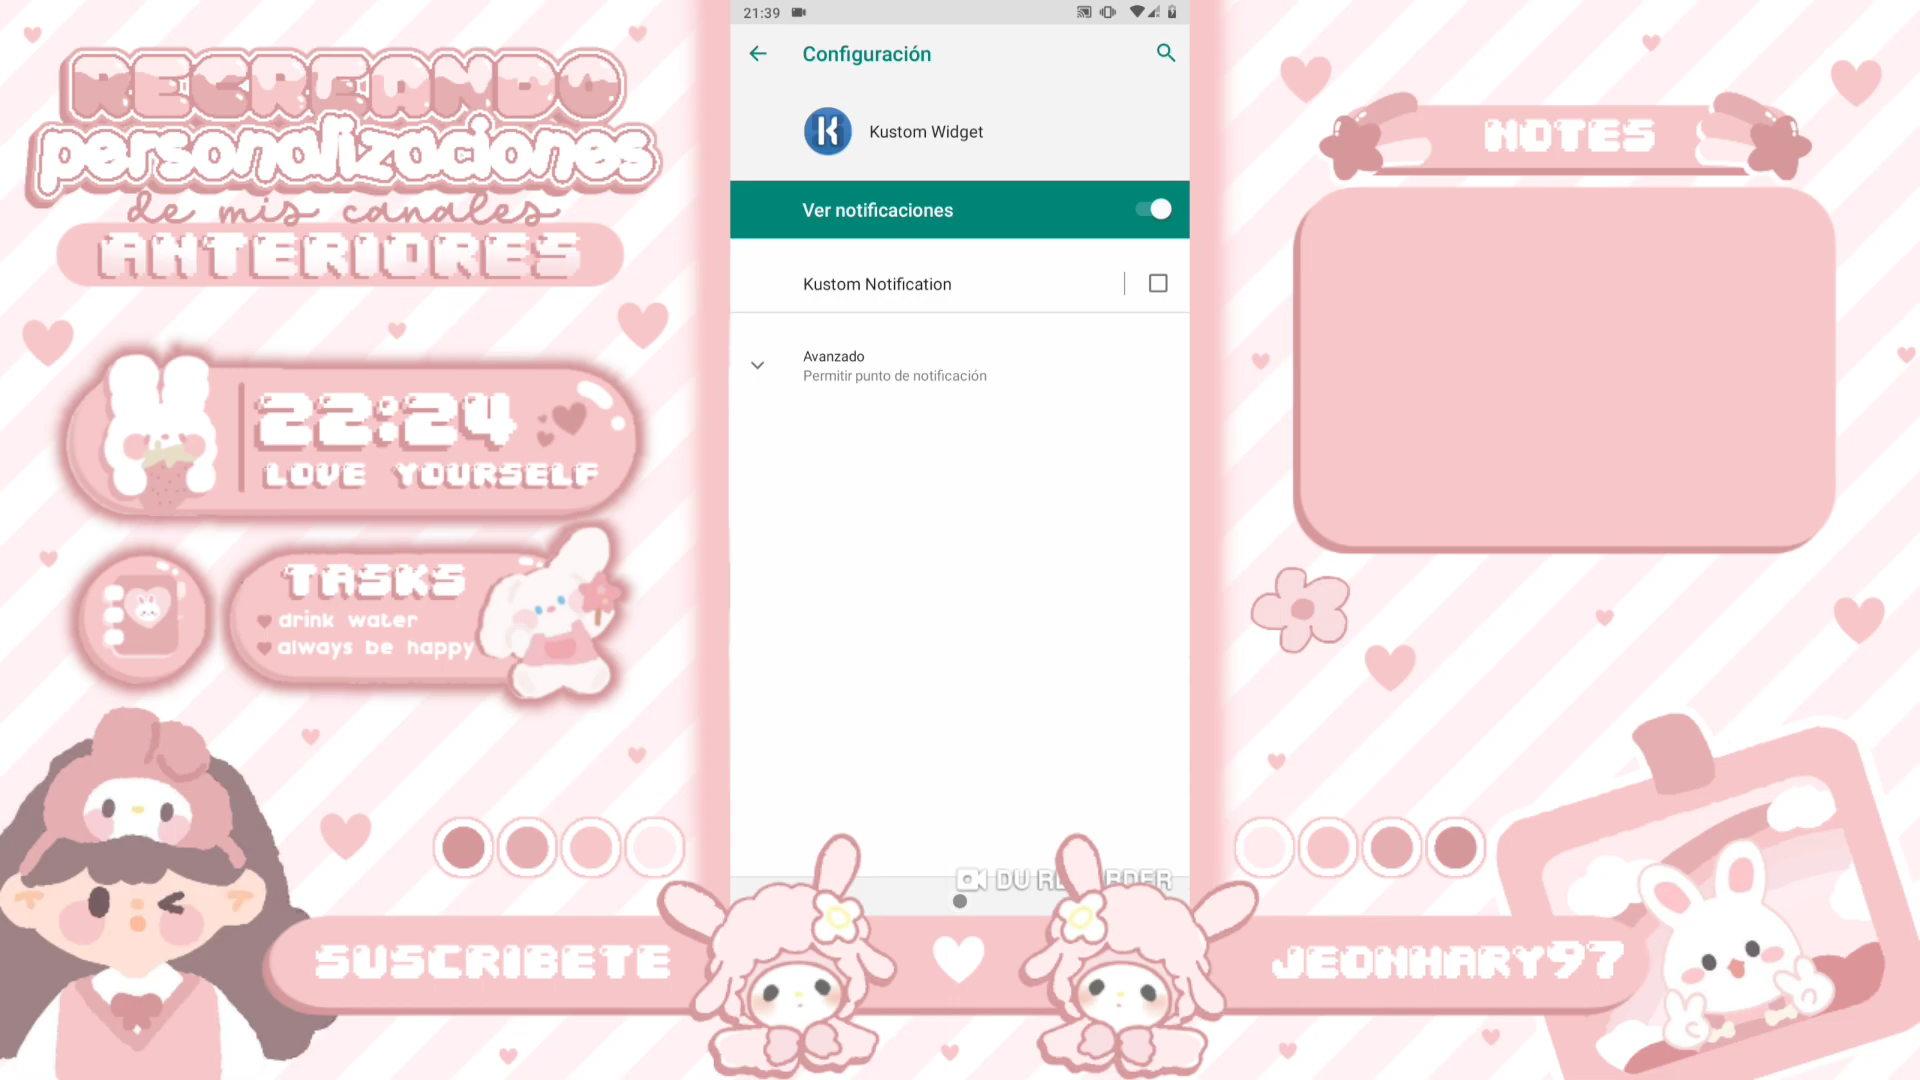 RECREANDO
personalizaciones
de mis canales
ANTERIORES
22:24
LOVE YOURSELF
TASKS
drink water
always be happy
21:39
Configuración
Kustom Widget
Ver notificaciones
Kustom Notification
Avanzado
Permitir punto de notificación
NOTES
SUSCRIBETE
JEONHARY97